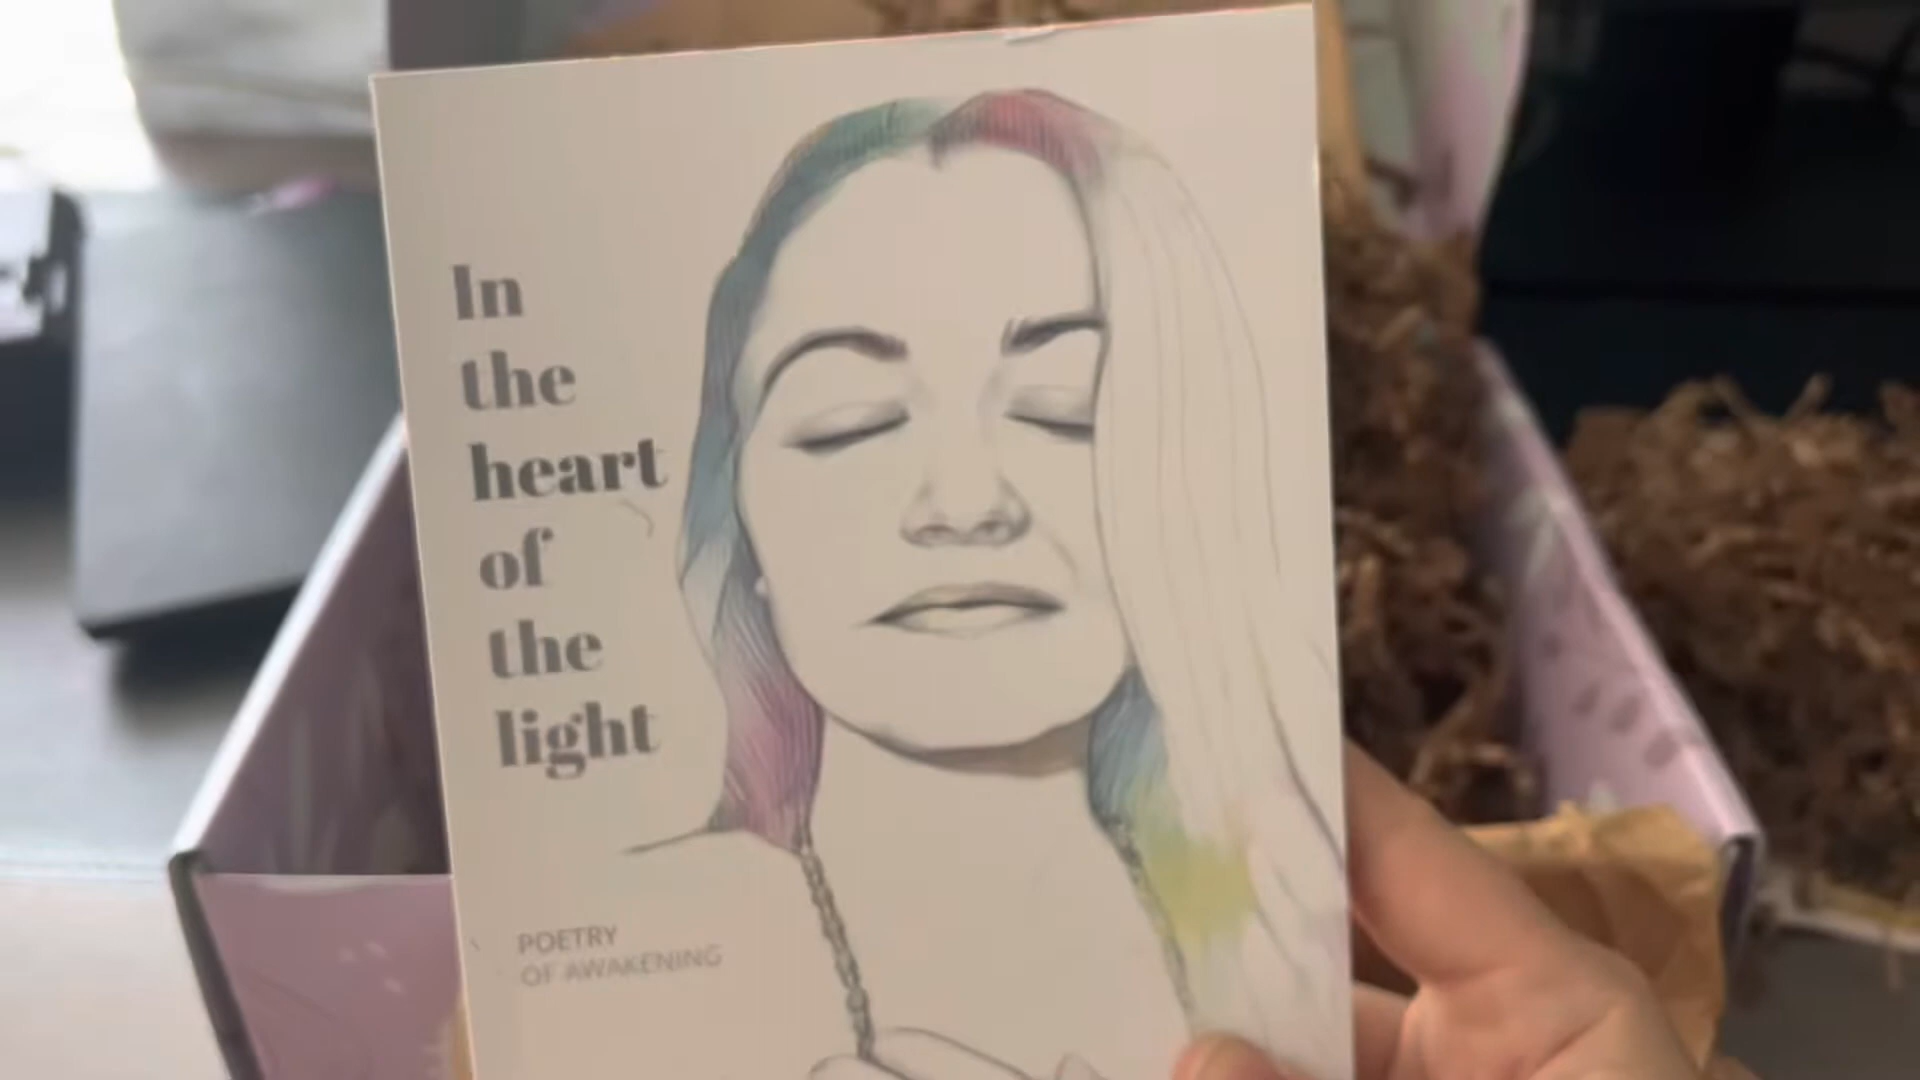 In
the
heart
of
the
light
POETRY
OF AWAKENING